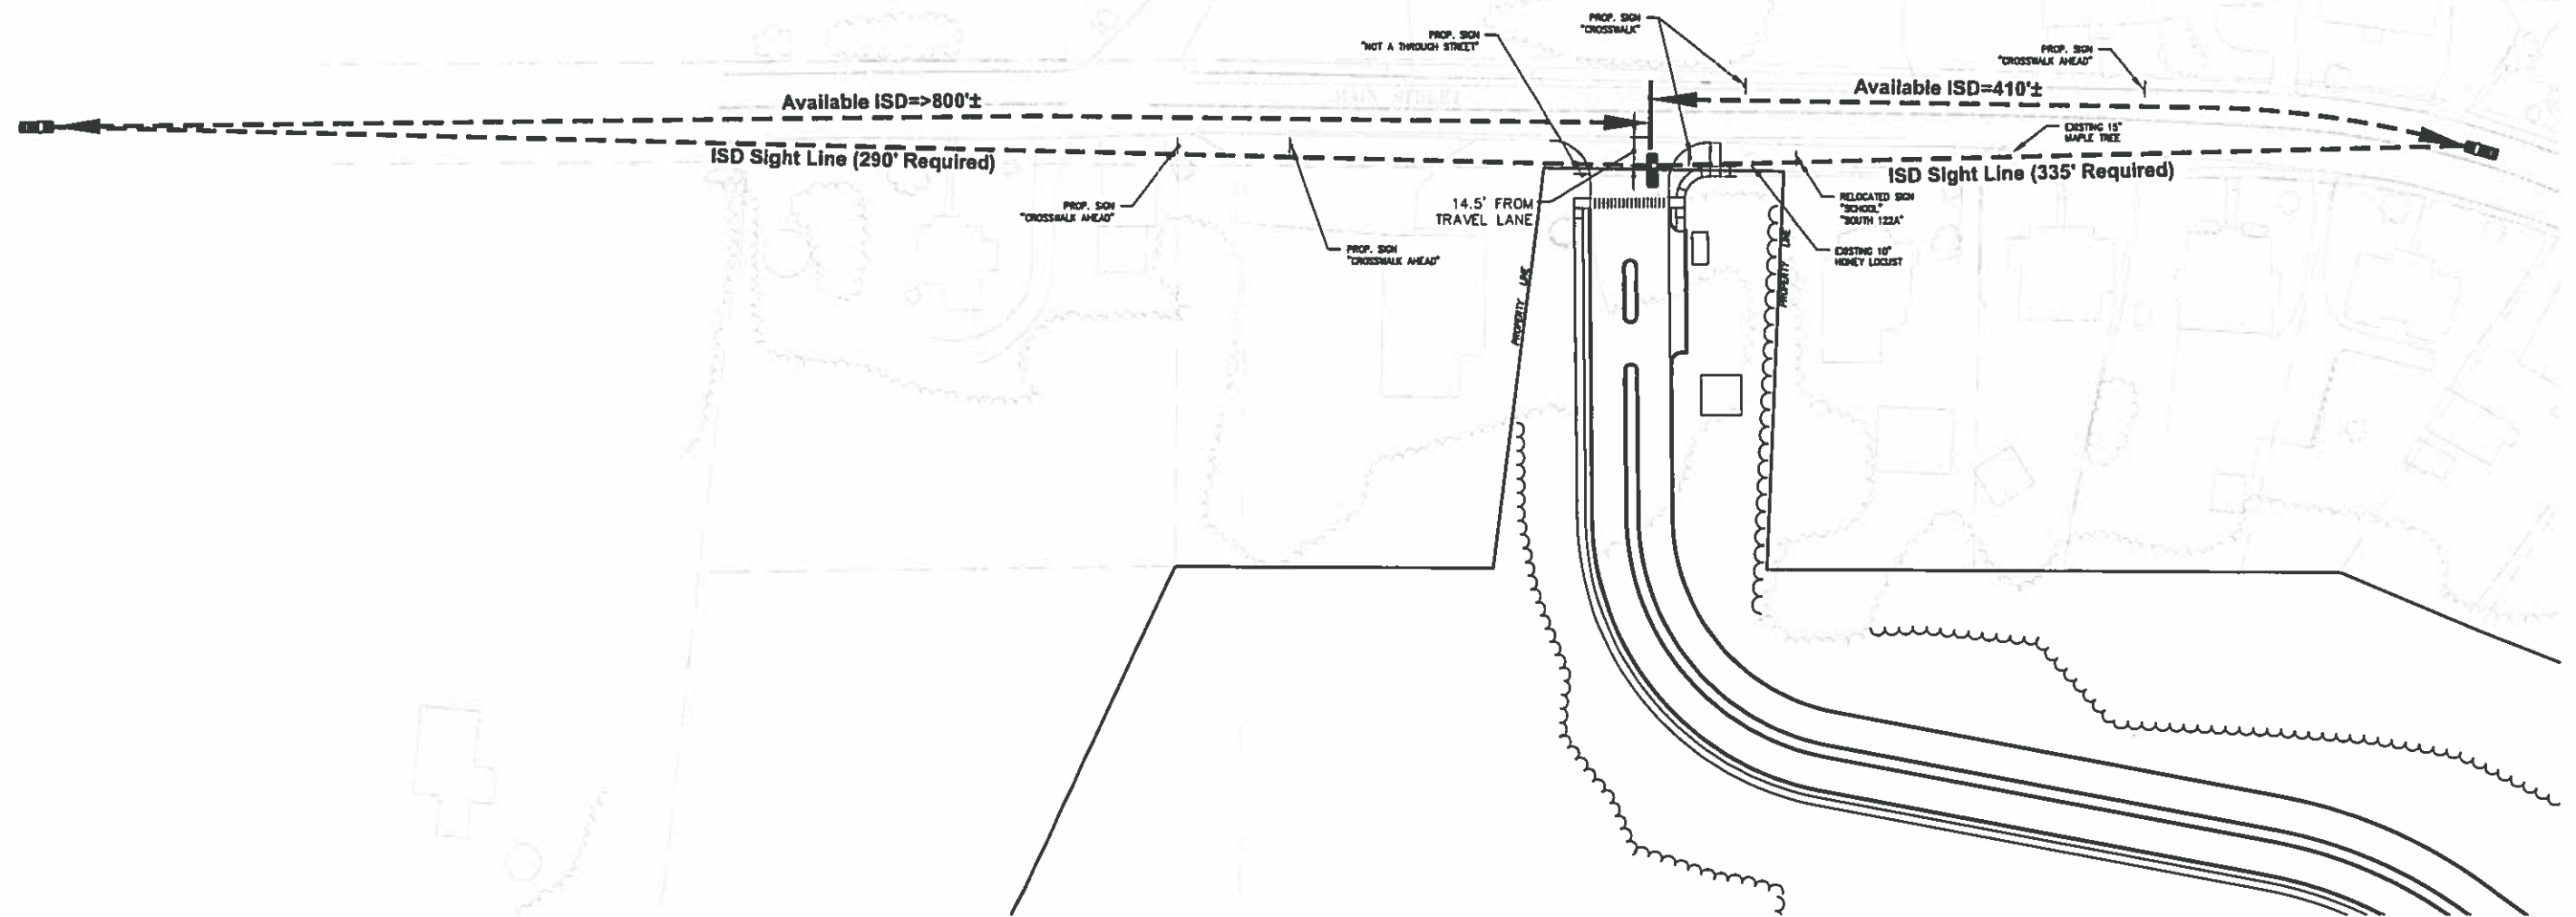 PROP. SIGN
"CROSSWALK"
PROP. SIGN
"NOT A THROUGH STREET"
PROP. SIGN
"CROSSWALK AHEAD"
Available ISD=>800'±
MAIN STREET
Available ISD=410'±
ISD Sight Line (290' Required)
EXISTING 15"
MAPLE TREE
ISD Sight Line (335' Required)
PROP. SIGN
"CROSSWALK AHEAD"
14.5' FROM
TRAVEL LANE
RELOCATED SIGN
"SCHOOL"
"SOUTH 122A"
PROP. SIGN
"CROSSWALK AHEAD"
EXISTING 10"
HONEY LOCUST
PROPERTY LINE
PROPERTY LINE